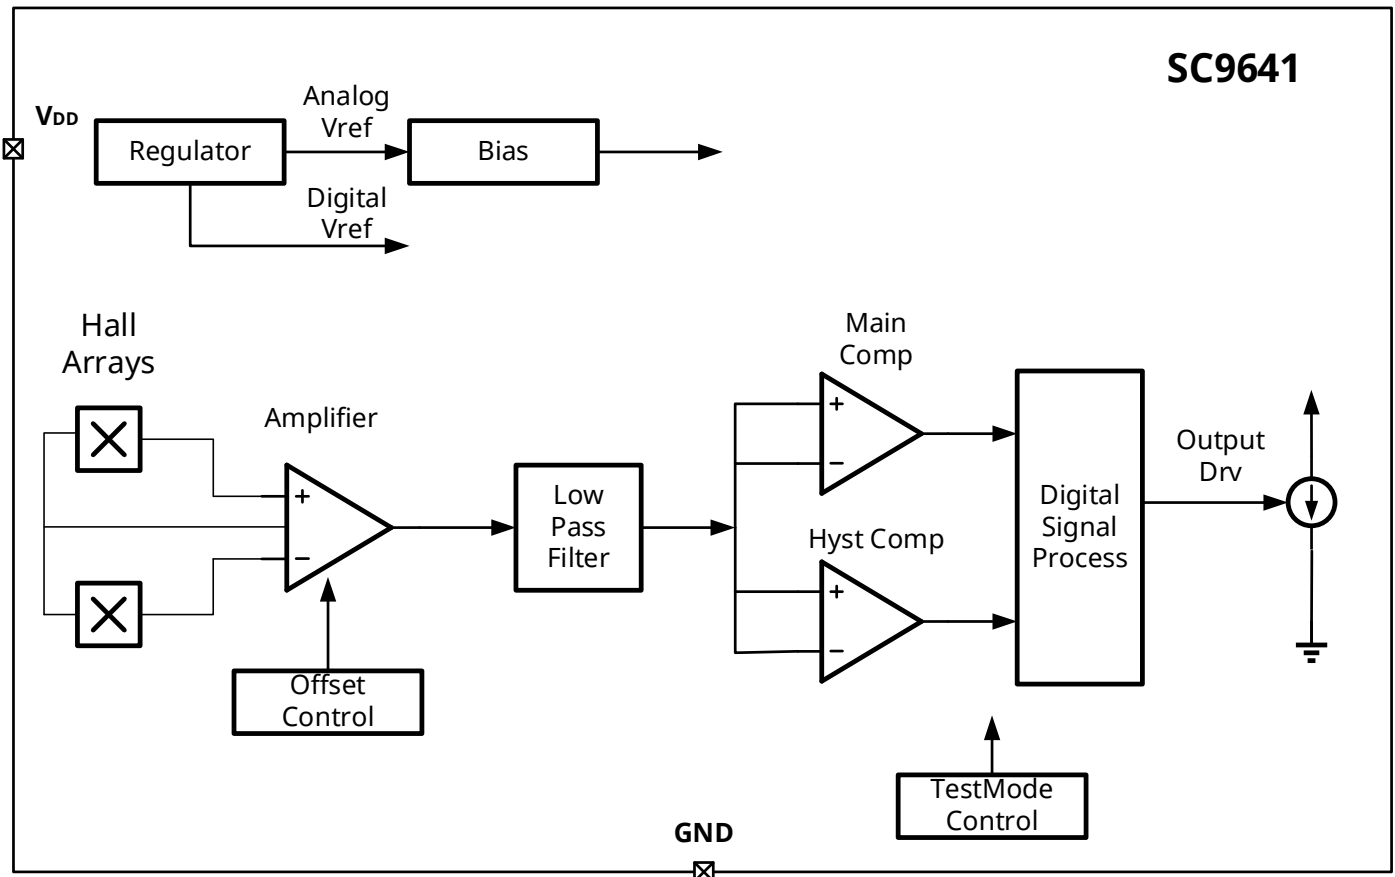 SC9641
VDD
Analog
Vref
Regulator
Bias
Digital
Vref
Hall
Arrays
Main
Comp
Amplifier
+
−
+
−
Low
Pass
Filter
Hyst Comp
+
−
Digital
Signal
Process
Output
Drv
Offset
Control
TestMode
Control
GND